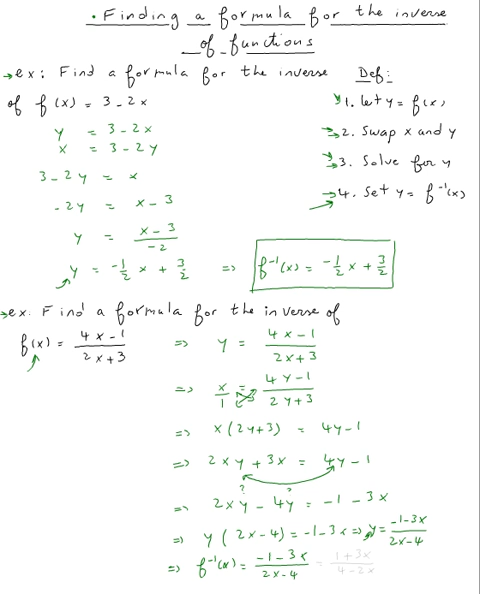 • Finding a formula for the inverse
of functions
→ ex: Find a formula for the inverse
of f(x) = 3 - 2x
y = 3 - 2x
x = 3 - 2y
3 - 2y = x
-2y = x - 3
y = (x - 3)/-2
y = -1/2 x + 3/2 => f⁻¹(x) = -1/2 x + 3/2
Def:
1. Let y = f(x)
2. Swap x and y
3. Solve for y
4. Set y = f⁻¹(x)
→ ex. Find a formula for the inverse of
f(x) = (4x - 1)/(2x + 3) => y = (4x - 1)/(2x + 3)
=> x/1 = (4y - 1)/(2y + 3)
=> x(2y + 3) = 4y - 1
=> 2xy + 3x = 4y - 1
? ?
=> 2xy - 4y = -1 - 3x
=> y(2x - 4) = -1 - 3x => y = (-1 - 3x)/(2x - 4)
=> f⁻¹(x) = (-1 - 3x)/(2x - 4) = (1 + 3x)/(4 - 2x)